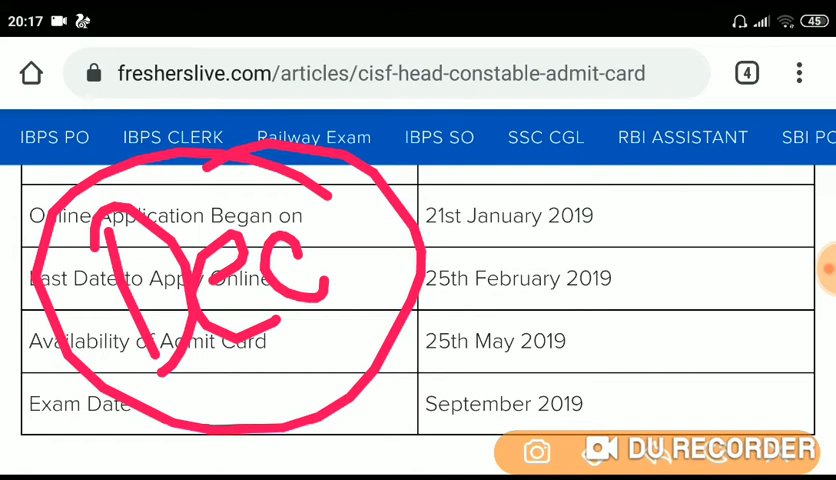 20:17 45
fresherslive.com/articles/cisf-head-constable-admit-card 4
IBPS PO IBPS CLERK Railway Exam IBPS SO SSC CGL RBI ASSISTANT SBI PO
Online Application Began on 21st January 2019
Last Date to Apply Online 25th February 2019
Dec
Availability of Admit Card 25th May 2019
Exam Date September 2019
DU RECORDER